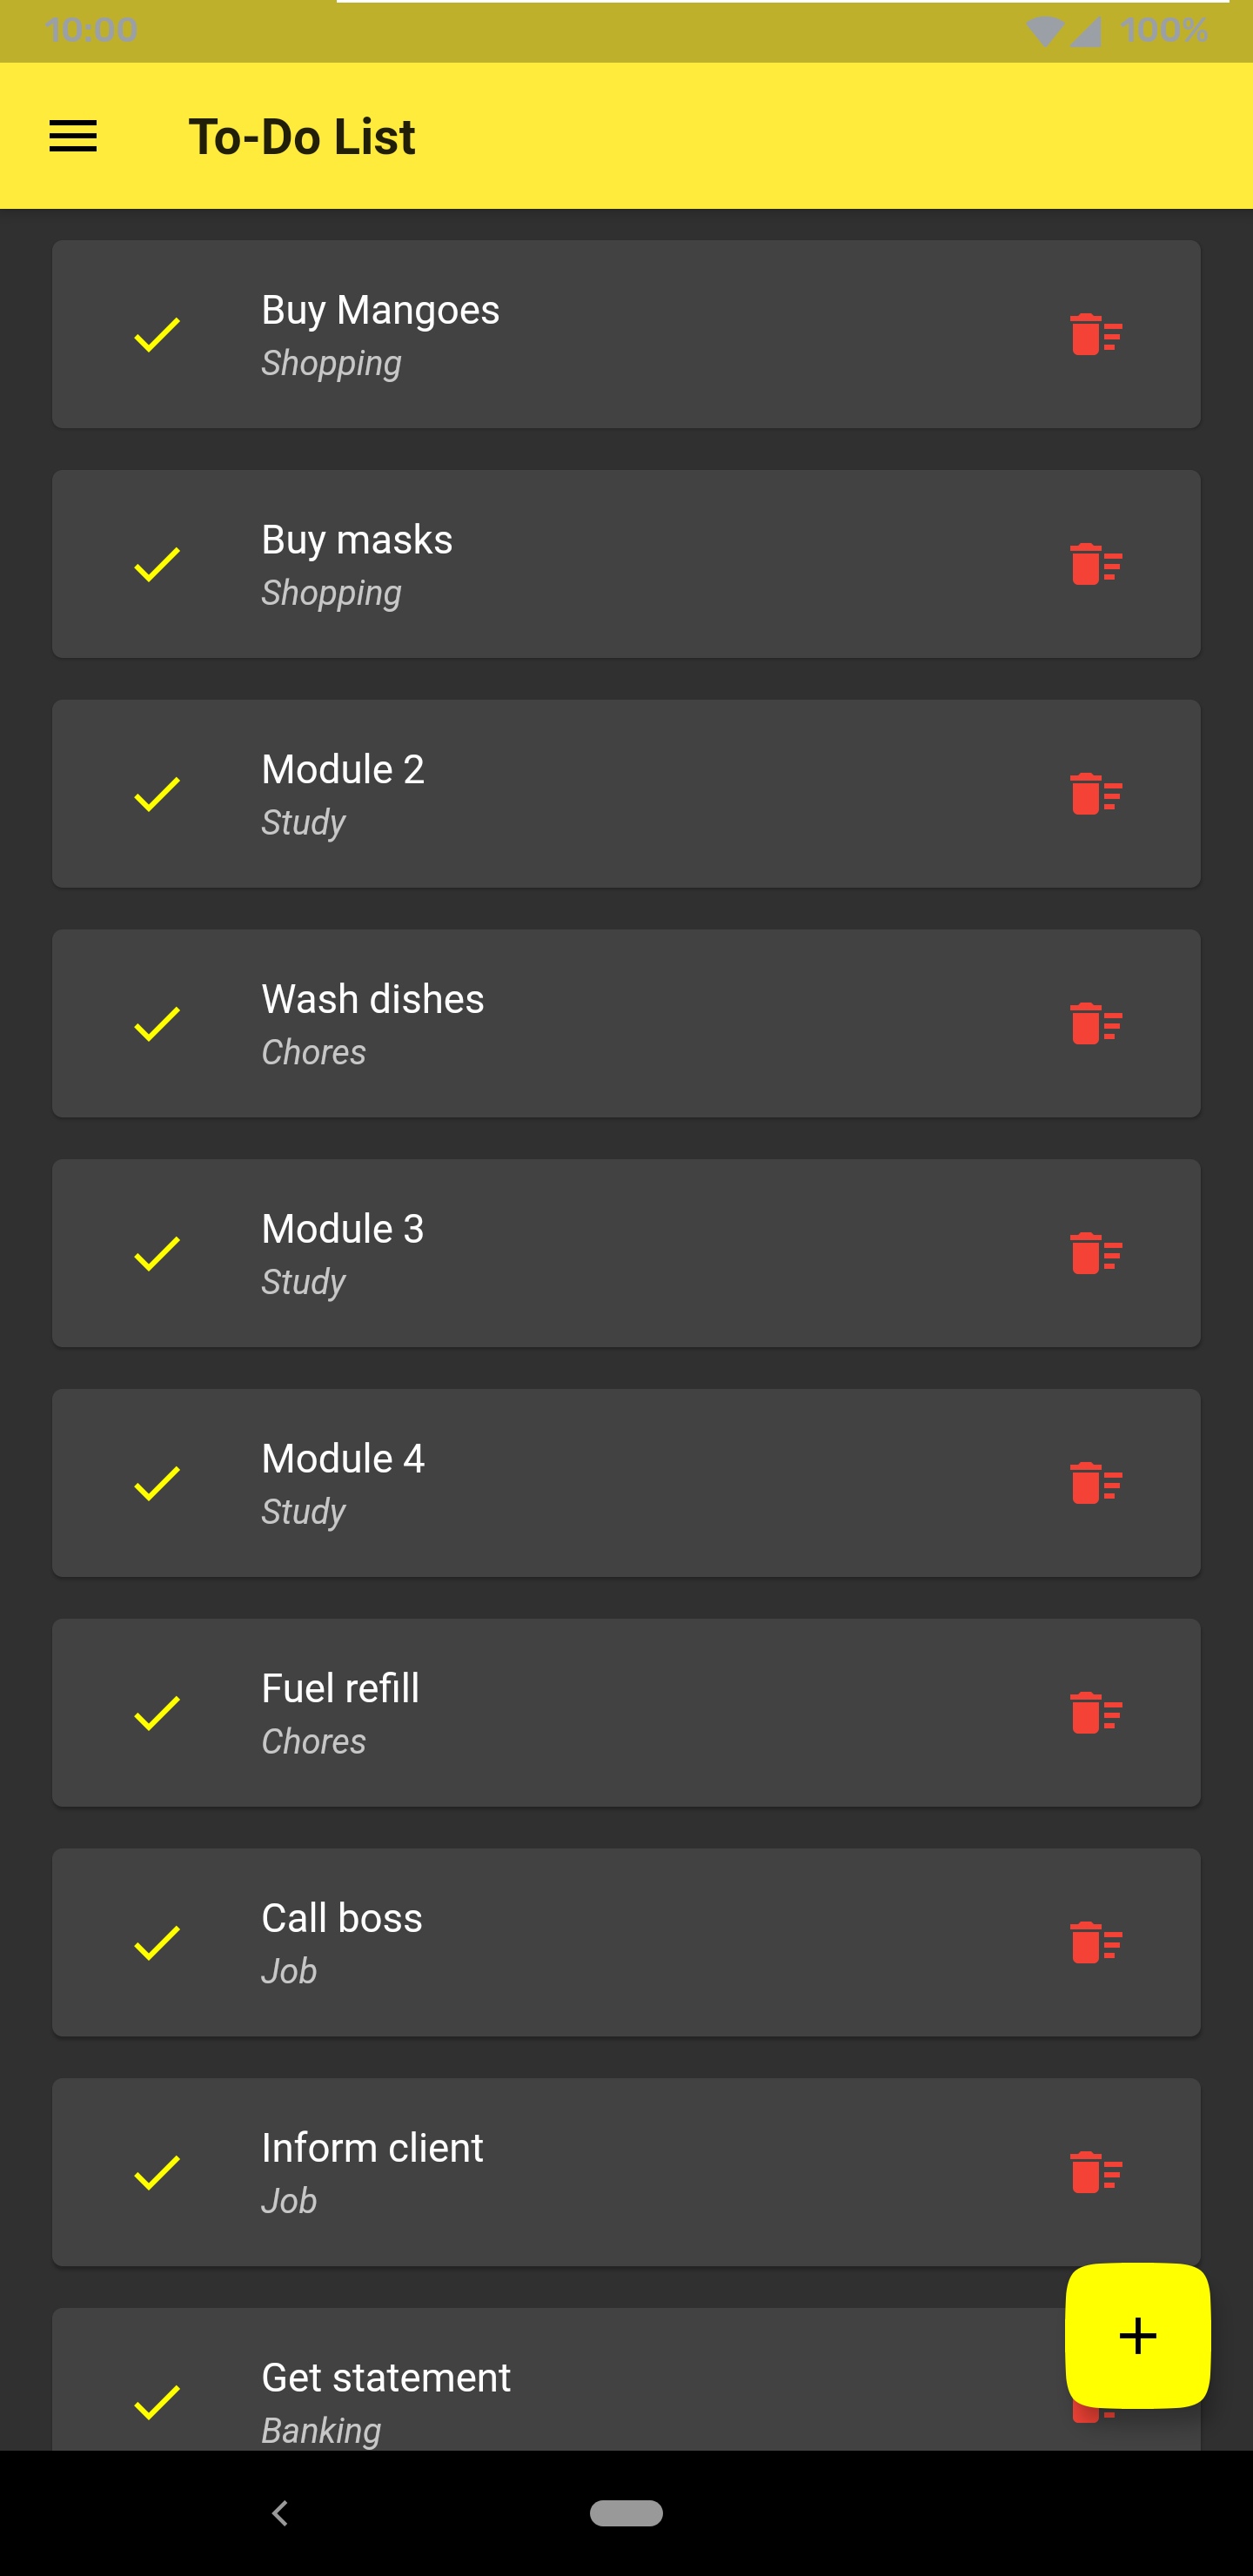 10:00 100%
To-Do List
Buy Mangoes
Shopping
Buy masks
Shopping
Module 2
Study
Wash dishes
Chores
Module 3
Study
Module 4
Study
Fuel refill
Chores
Call boss
Job
Inform client
Job
Get statement
Banking